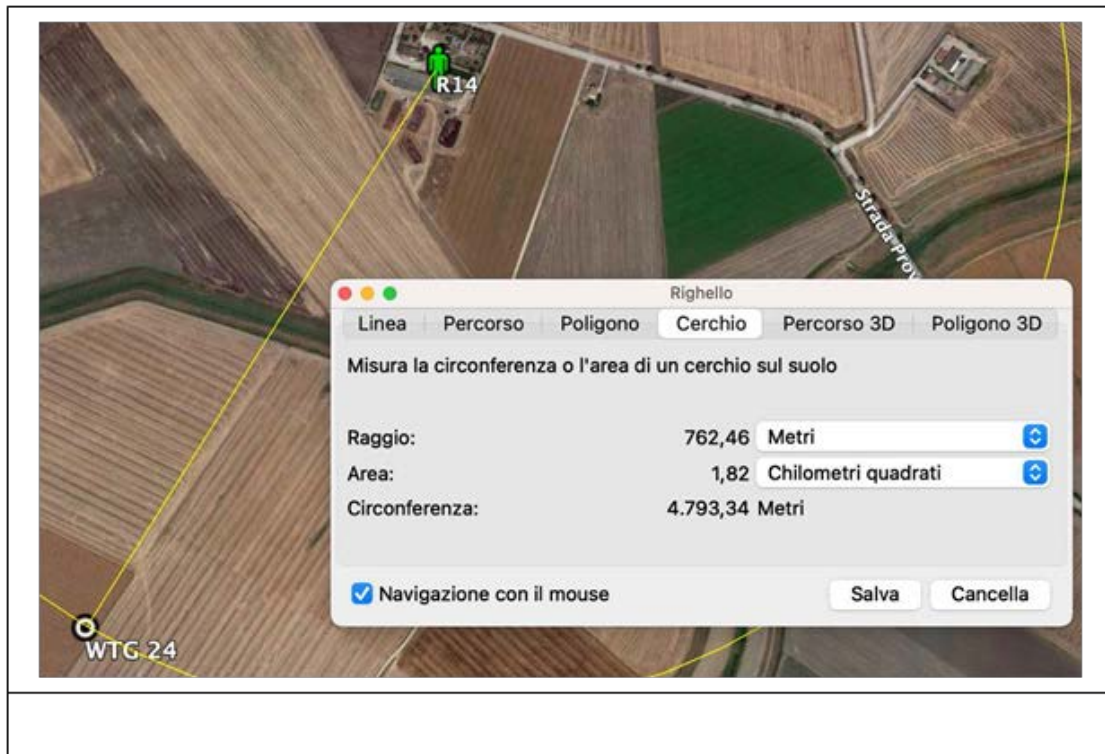 R14
Strada Prov
Righello
Linea Percorso Poligono Cerchio Percorso 3D Poligono 3D
Misura la circonferenza o l'area di un cerchio sul suolo
Raggio: 762,46 Metri
Area: 1,82 Chilometri quadrati
Circonferenza: 4.793,34 Metri
Navigazione con il mouse Salva Cancella
WTG 24